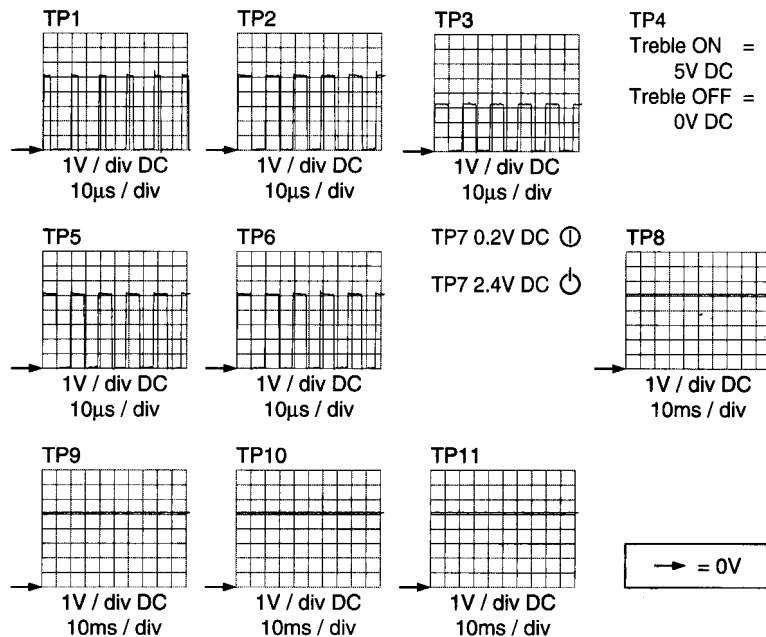 TP1
1V / div DC
10µs / div
TP2
1V / div DC
10µs / div
TP3
1V / div DC
10µs / div
TP4
Treble ON =
5V DC
Treble OFF =
0V DC
TP5
1V / div DC
10µs / div
TP6
1V / div DC
10µs / div
TP7 0.2V DC
TP7 2.4V DC
TP8
1V / div DC
10ms / div
TP9
1V / div DC
10ms / div
TP10
1V / div DC
10ms / div
TP11
1V / div DC
10ms / div
→ = 0V